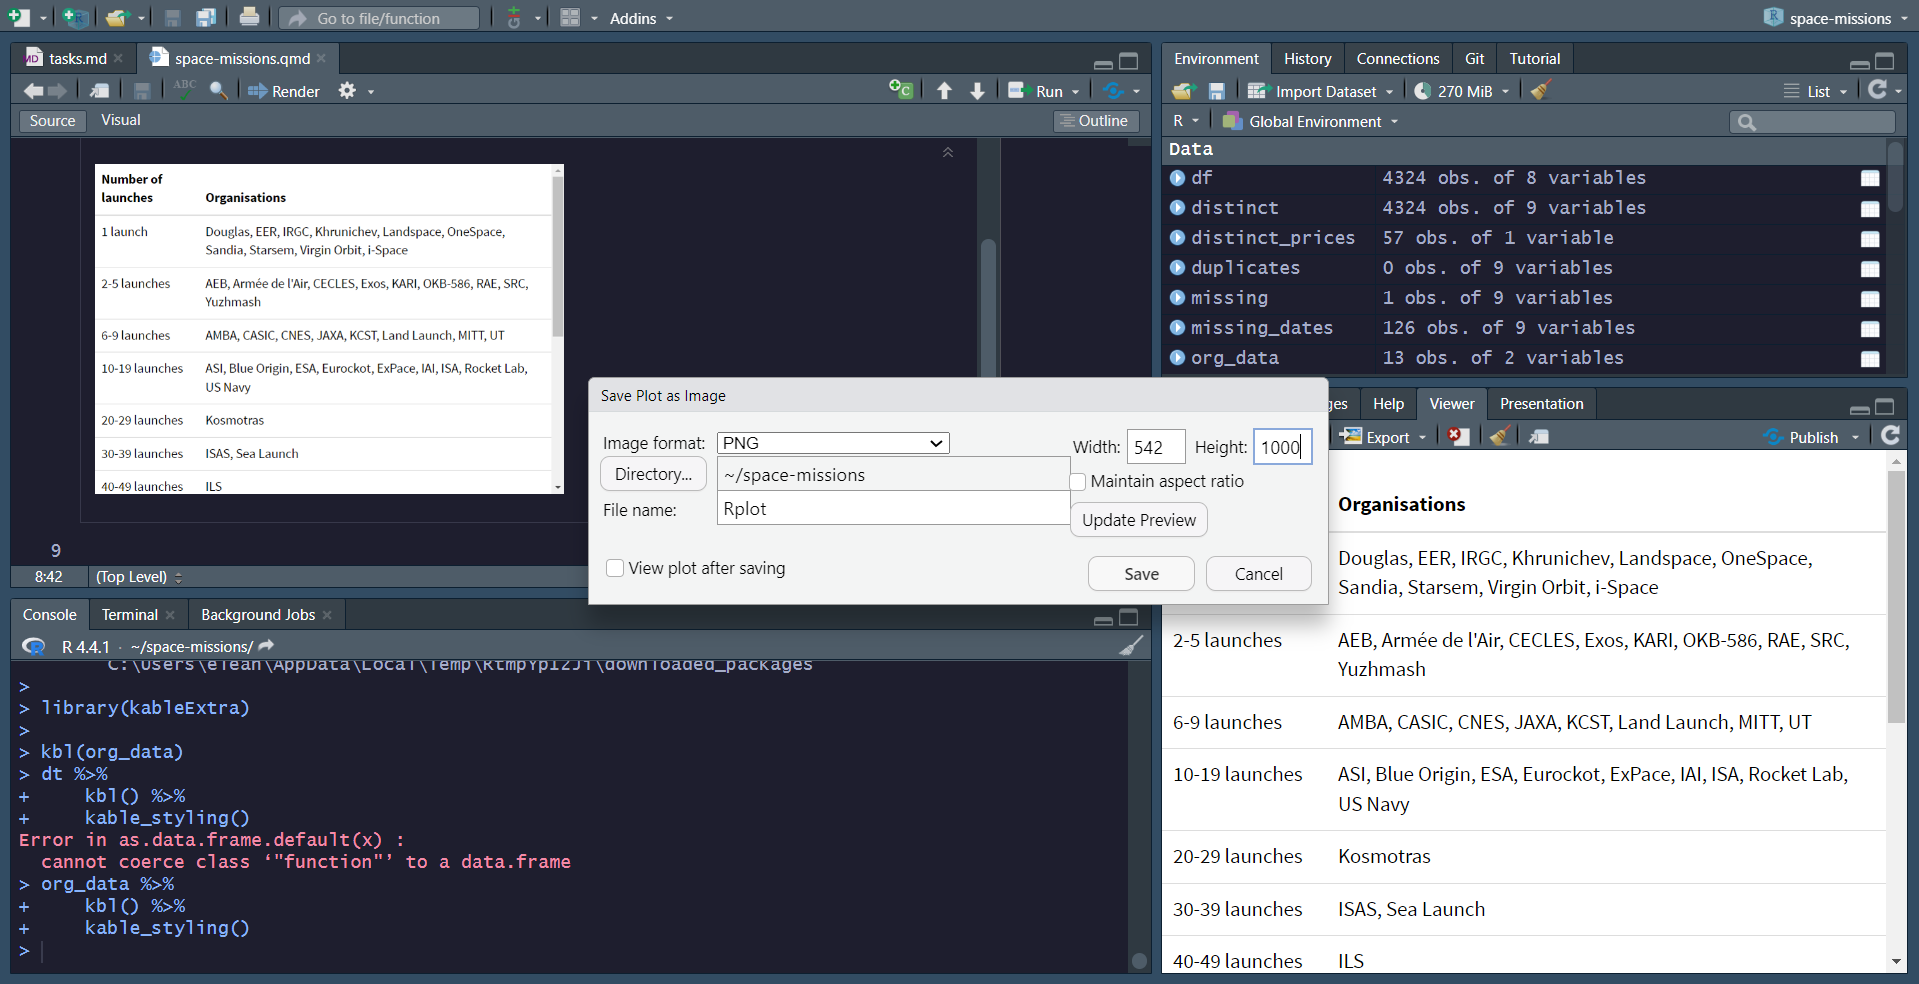 Go to file/function
Addins
space-missions
tasks.md
space-missions.qmd
ABC
Render
Run
Source
Visual
Outline
Number of
launches
Organisations
1 launch
Douglas, EER, IRGC, Khrunichev, Landspace, OneSpace,
Sandia, Starsem, Virgin Orbit, i-Space
2-5 launches
AEB, Armée de l'Air, CECLES, Exos, KARI, OKB-586, RAE, SRC,
Yuzhmash
6-9 launches
AMBA, CASIC, CNES, JAXA, KCST, Land Launch, MITT, UT
10-19 launches
ASI, Blue Origin, ESA, Eurockot, ExPace, IAI, ISA, Rocket Lab,
US Navy
20-29 launches
Kosmotras
30-39 launches
ISAS, Sea Launch
40-49 launches
ILS
9
8:42
(Top Level)
Environment
History
Connections
Git
Tutorial
Import Dataset
270 MiB
List
R
Global Environment
Data
df
4324 obs. of 8 variables
distinct
4324 obs. of 9 variables
distinct_prices
57 obs. of 1 variable
duplicates
0 obs. of 9 variables
missing
1 obs. of 9 variables
missing_dates
126 obs. of 9 variables
org_data
13 obs. of 2 variables
Save Plot as Image
Image format:
PNG
Width:
542
Height:
1000
Directory...
~/space-missions
Maintain aspect ratio
File name:
Rplot
Update Preview
View plot after saving
Save
Cancel
Help
Viewer
Presentation
Export
Publish
Organisations
Douglas, EER, IRGC, Khrunichev, Landspace, OneSpace,
Sandia, Starsem, Virgin Orbit, i-Space
2-5 launches
AEB, Armée de l'Air, CECLES, Exos, KARI, OKB-586, RAE, SRC,
Yuzhmash
6-9 launches
AMBA, CASIC, CNES, JAXA, KCST, Land Launch, MITT, UT
10-19 launches
ASI, Blue Origin, ESA, Eurockot, ExPace, IAI, ISA, Rocket Lab,
US Navy
20-29 launches
Kosmotras
30-39 launches
ISAS, Sea Launch
40-49 launches
ILS
Console
Terminal
Background Jobs
R 4.4.1 · ~/space-missions/
>
> library(kableExtra)
>
> kbl(org_data)
> dt %>%
+ kbl() %>%
+ kable_styling()
Error in as.data.frame.default(x) :
cannot coerce class ‘"function"’ to a data.frame
> org_data %>%
+ kbl() %>%
+ kable_styling()
>